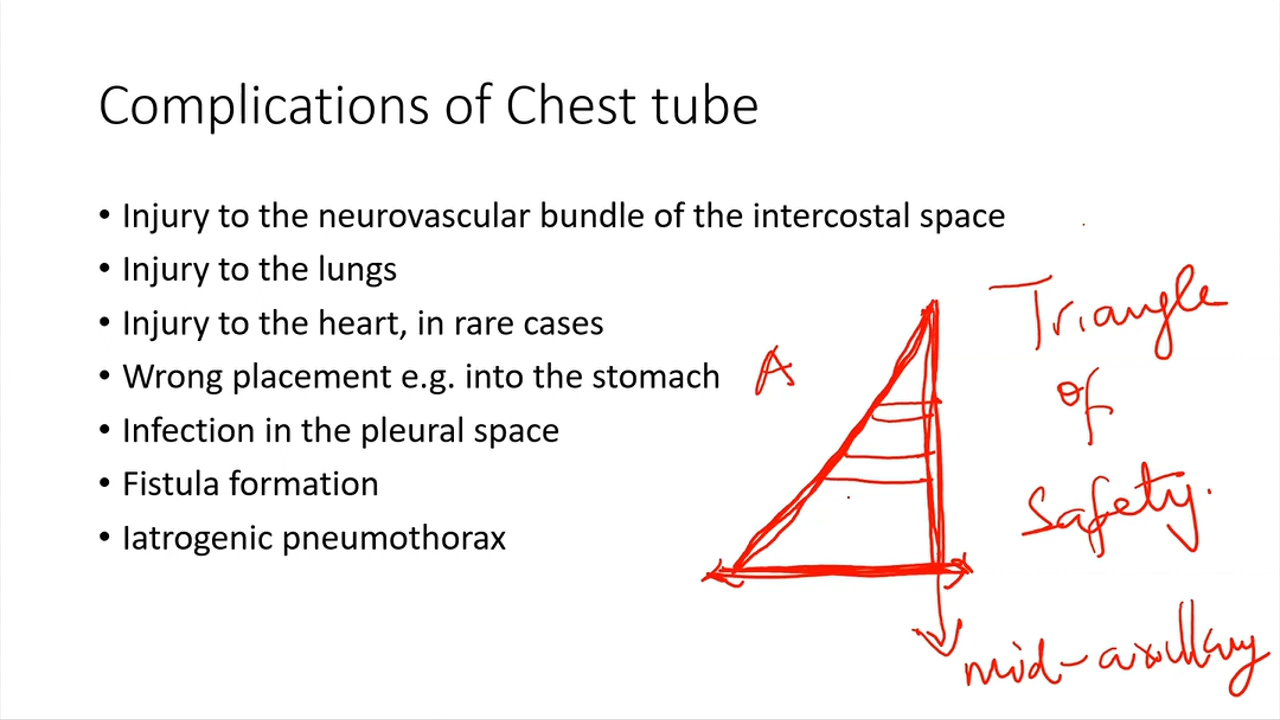 Complications of Chest tube
• Injury to the neurovascular bundle of the intercostal space
• Injury to the lungs
• Injury to the heart, in rare cases
• Wrong placement e.g. into the stomach
• Infection in the pleural space
• Fistula formation
• Iatrogenic pneumothorax
A
Triangle
of
Safety.
mid-axillary